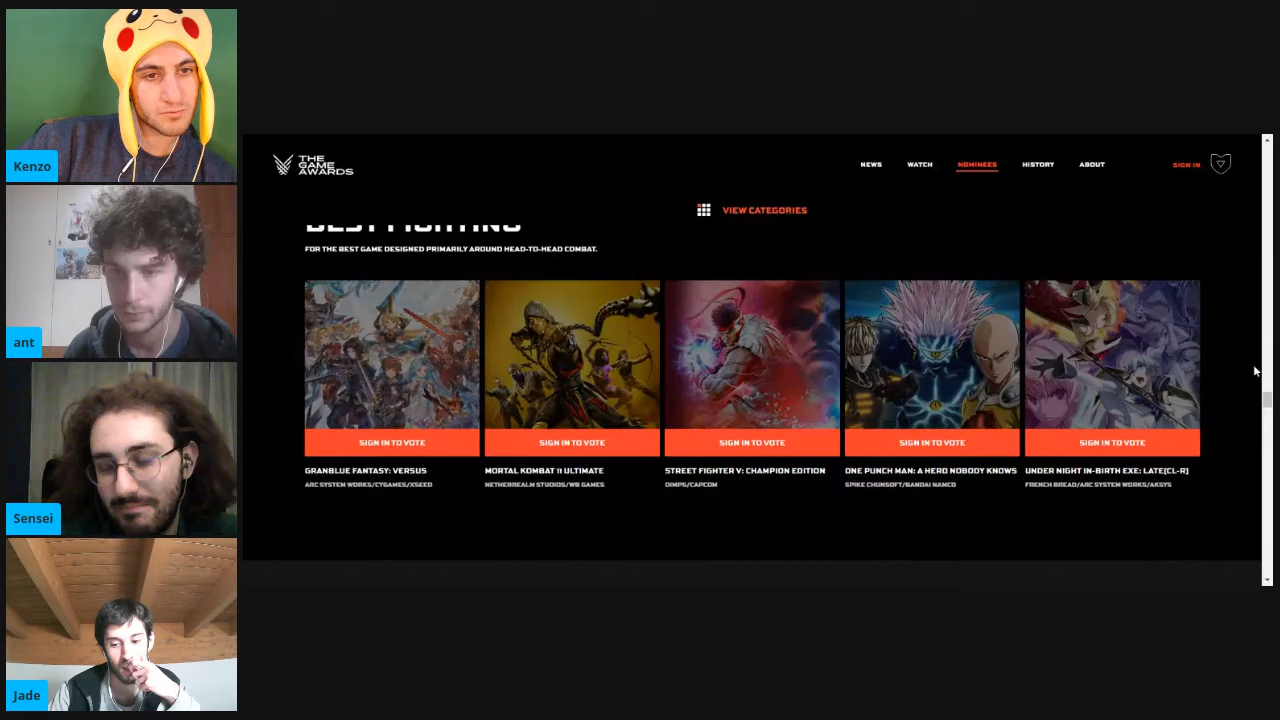 Kenzo
ant
Sensei
Jade
THE
GAME
AWARDS
NEWS
WATCH
NOMINEES
HISTORY
ABOUT
SIGN IN
VIEW CATEGORIES
BEST FIGHTING
FOR THE BEST GAME DESIGNED PRIMARILY AROUND HEAD-TO-HEAD COMBAT.
SIGN IN TO VOTE
SIGN IN TO VOTE
SIGN IN TO VOTE
SIGN IN TO VOTE
SIGN IN TO VOTE
GRANBLUE FANTASY: VERSUS
ARC SYSTEM WORKS/CYGAMES/XSEED
MORTAL KOMBAT 11 ULTIMATE
NETHERREALM STUDIOS/WB GAMES
STREET FIGHTER V: CHAMPION EDITION
DIMPS/CAPCOM
ONE PUNCH MAN: A HERO NOBODY KNOWS
SPIKE CHUNSOFT/BANDAI NAMCO
UNDER NIGHT IN-BIRTH EXE: LATE[CL-R]
FRENCH BREAD/ARC SYSTEM WORKS/AKSYS